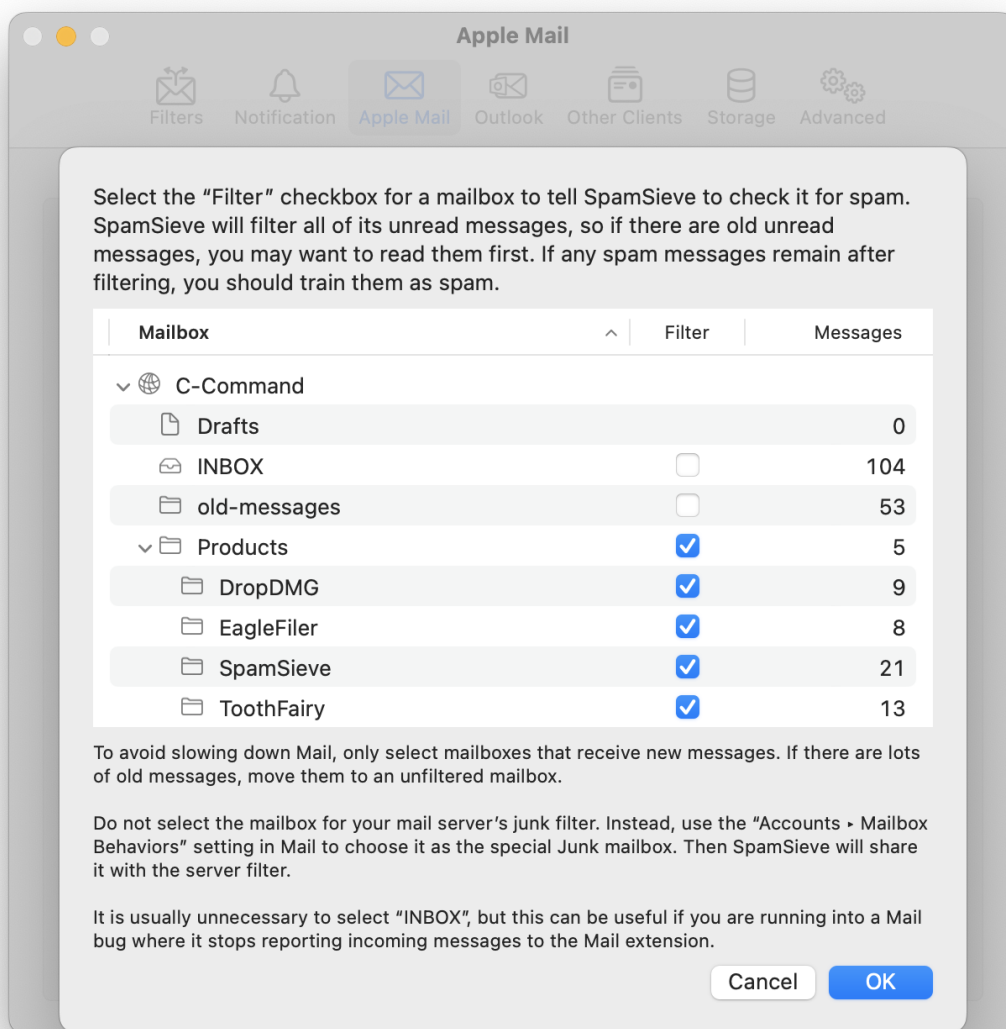 Apple Mail
Filters Notification Apple Mail Outlook Other Clients Storage Advanced
Select the “Filter” checkbox for a mailbox to tell SpamSieve to check it for spam.
SpamSieve will filter all of its unread messages, so if there are old unread
messages, you may want to read them first. If any spam messages remain after
filtering, you should train them as spam.
Mailbox Filter Messages
C-Command
Drafts 0
INBOX 104
old-messages 53
Products 5
DropDMG 9
EagleFiler 8
SpamSieve 21
ToothFairy 13
To avoid slowing down Mail, only select mailboxes that receive new messages. If there are lots
of old messages, move them to an unfiltered mailbox.
Do not select the mailbox for your mail server’s junk filter. Instead, use the “Accounts ‣ Mailbox
Behaviors” setting in Mail to choose it as the special Junk mailbox. Then SpamSieve will share
it with the server filter.
It is usually unnecessary to select “INBOX”, but this can be useful if you are running into a Mail
bug where it stops reporting incoming messages to the Mail extension.
Cancel OK